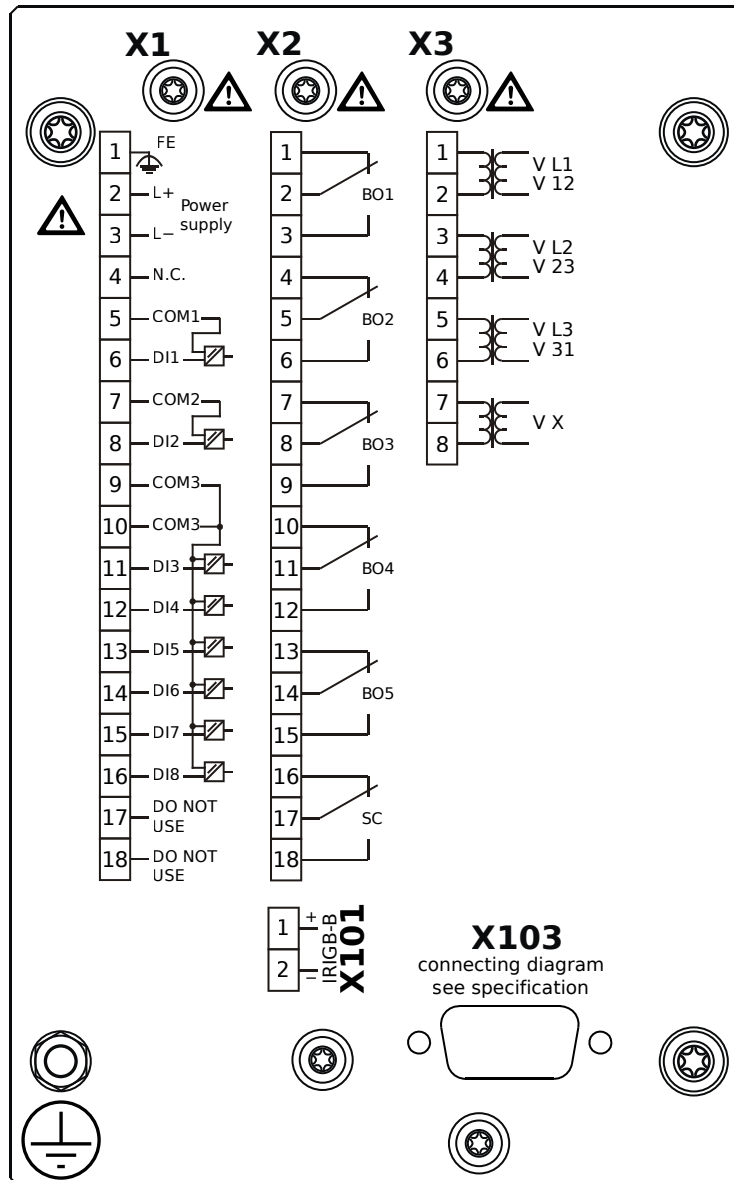 X1
X2
X3
1 FE
2 L+
Power
supply
3 L−
4 N.C.
5 COM1
6 DI1
7 COM2
8 DI2
9 COM3
10 COM3
11 DI3
12 DI4
13 DI5
14 DI6
15 DI7
16 DI8
17 DO NOT
USE
18 DO NOT
USE
1
2 BO1
3
4
5 BO2
6
7
8 BO3
9
10
11 BO4
12
13
14 BO5
15
16
17 SC
18
1 V L1
2 V 12
3 V L2
4 V 23
5 V L3
6 V 31
7 V X
8
1 +
2 −
IRIGB-B
X101
X103
connecting diagram
see specification